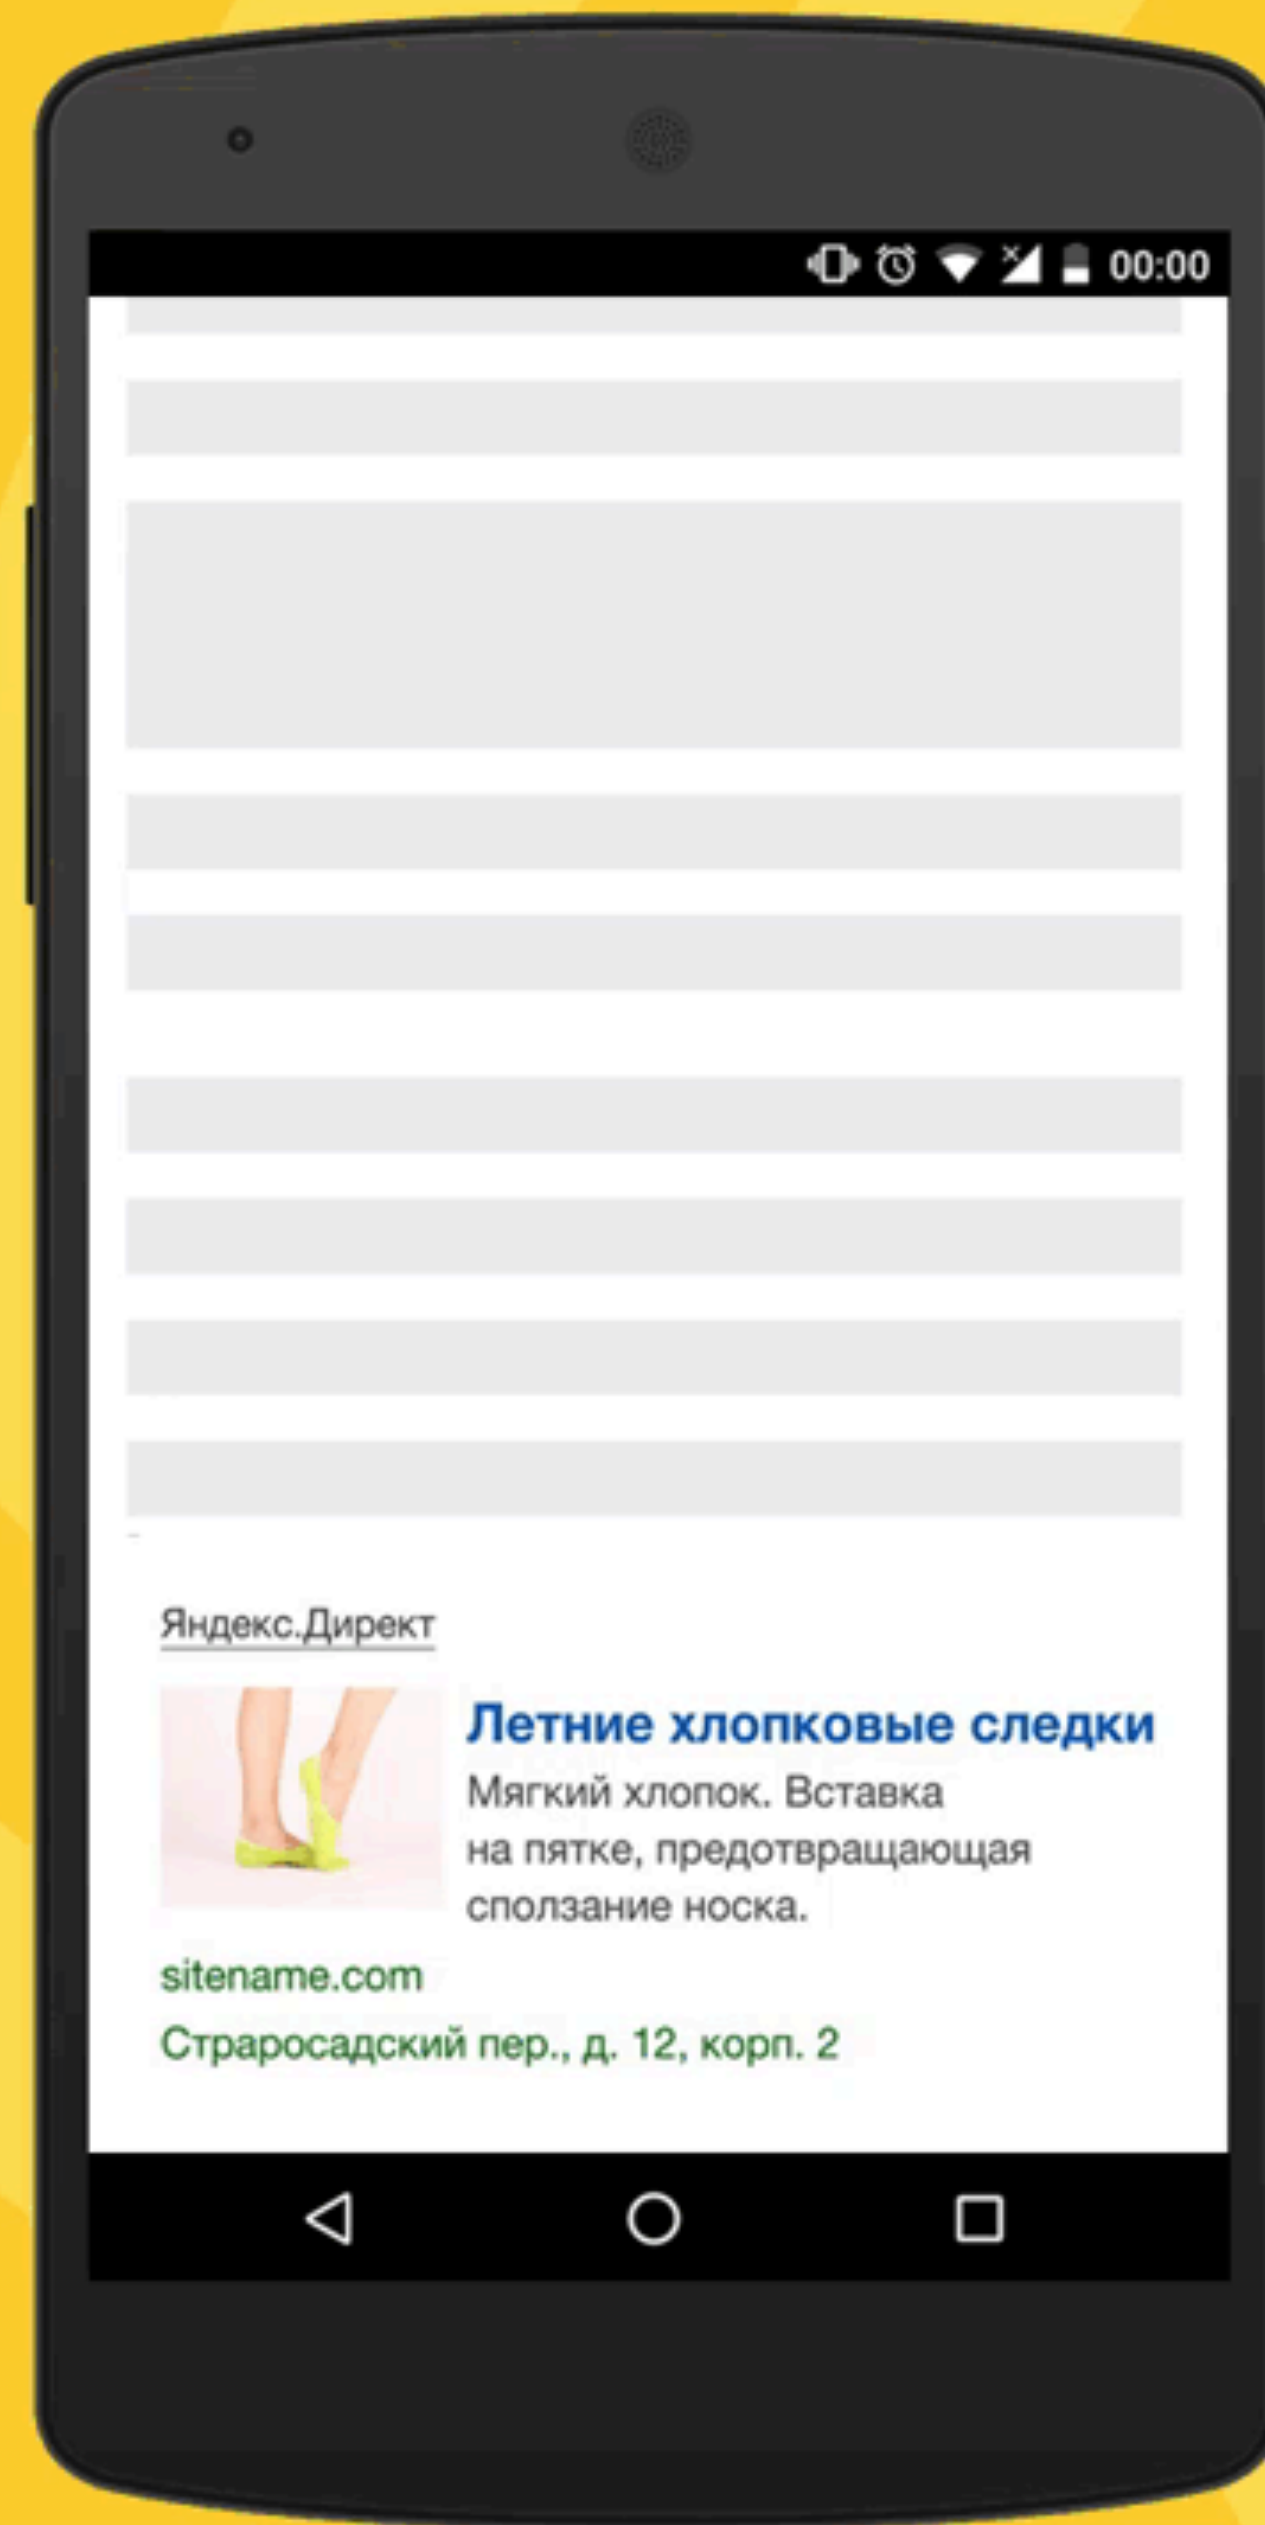 00:00
Яндекс.Директ
Летние хлопковые следки
Мягкий хлопок. Вставка
на пятке, предотвращающая
сползание носка.
sitename.com
Страросадский пер., д. 12, корп. 2